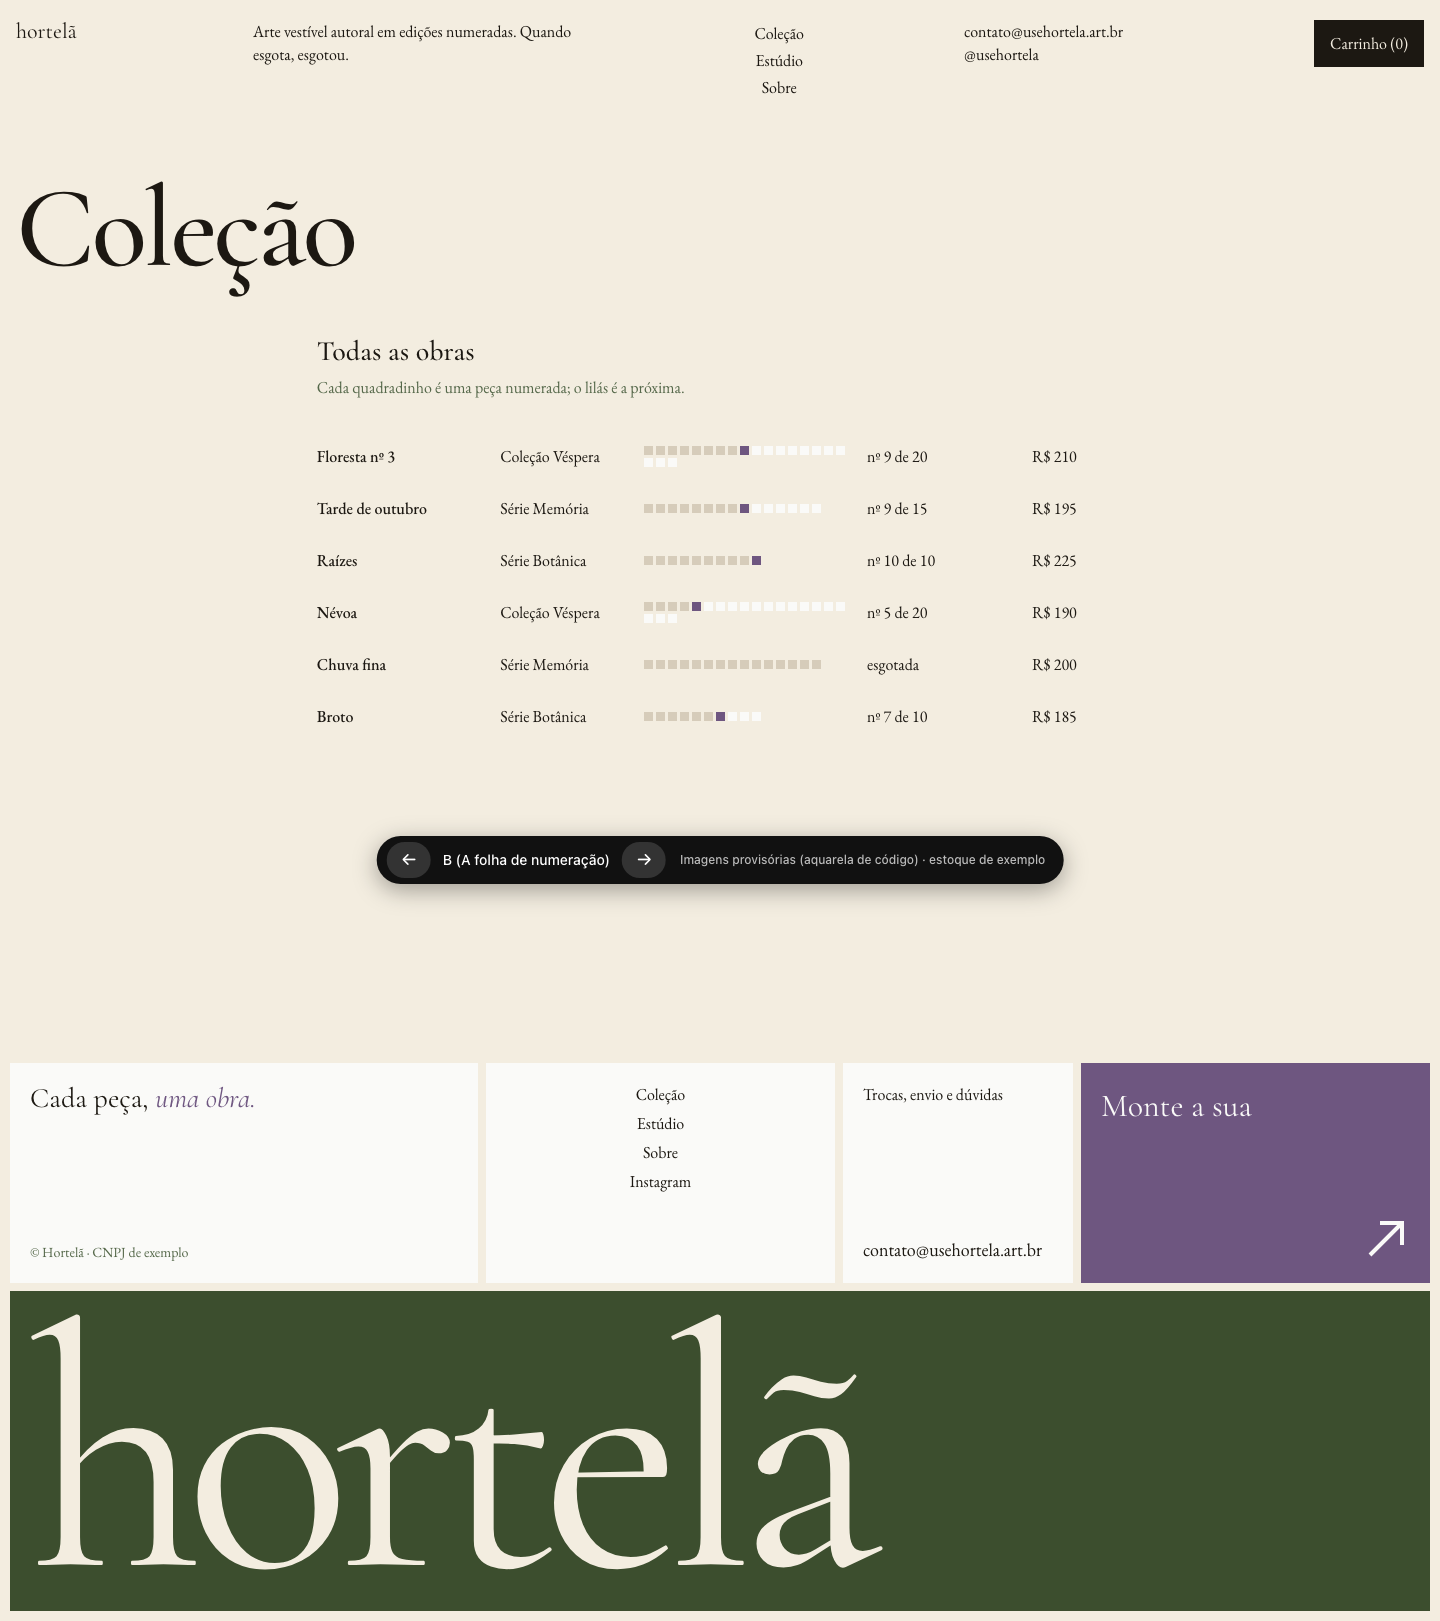 hortelã
Arte vestível autoral em edições numeradas. Quando
esgota, esgotou.
Coleção
Estúdio
Sobre
contato@usehortela.art.br
@usehortela
Carrinho (0)
Coleção
Todas as obras
Cada quadradinho é uma peça numerada; o lilás é a próxima.
Floresta nº 3 Coleção Véspera nº 9 de 20 R$ 210
Tarde de outubro Série Memória nº 9 de 15 R$ 195
Raízes Série Botânica nº 10 de 10 R$ 225
Névoa Coleção Véspera nº 5 de 20 R$ 190
Chuva fina Série Memória esgotada R$ 200
Broto Série Botânica nº 7 de 10 R$ 185
← B (A folha de numeração) → Imagens provisórias (aquarela de código) · estoque de exemplo
Cada peça, uma obra.
© Hortelã · CNPJ de exemplo
Coleção
Estúdio
Sobre
Instagram
Trocas, envio e dúvidas
contato@usehortela.art.br
Monte a sua
hortelã